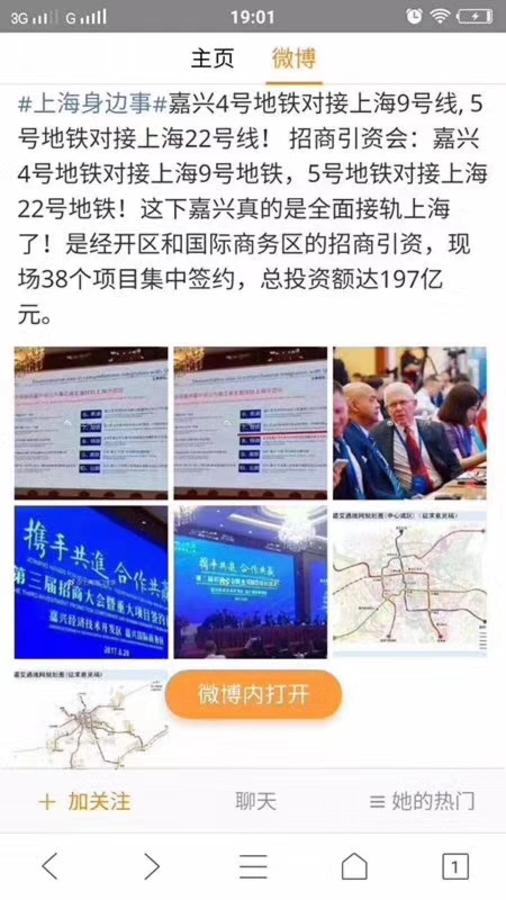 3G G 19:01
主页 微博
#上海身边事#嘉兴4号地铁对接上海9号线, 5
号地铁对接上海22号线！ 招商引资会：嘉兴
4号地铁对接上海9号地铁，5号地铁对接上海
22号地铁！这下嘉兴真的是全面接轨上海
了！是经开区和国际商务区的招商引资，现
场38个项目集中签约，总投资额达197亿
元。
携手共進 合作共赢
第三届招商大会暨重大项目签约
嘉兴经济技术开发区 嘉兴国际商务区
2017.6.28
携手共進 合作共赢
微博内打开
加关注 聊天 她的热门
1